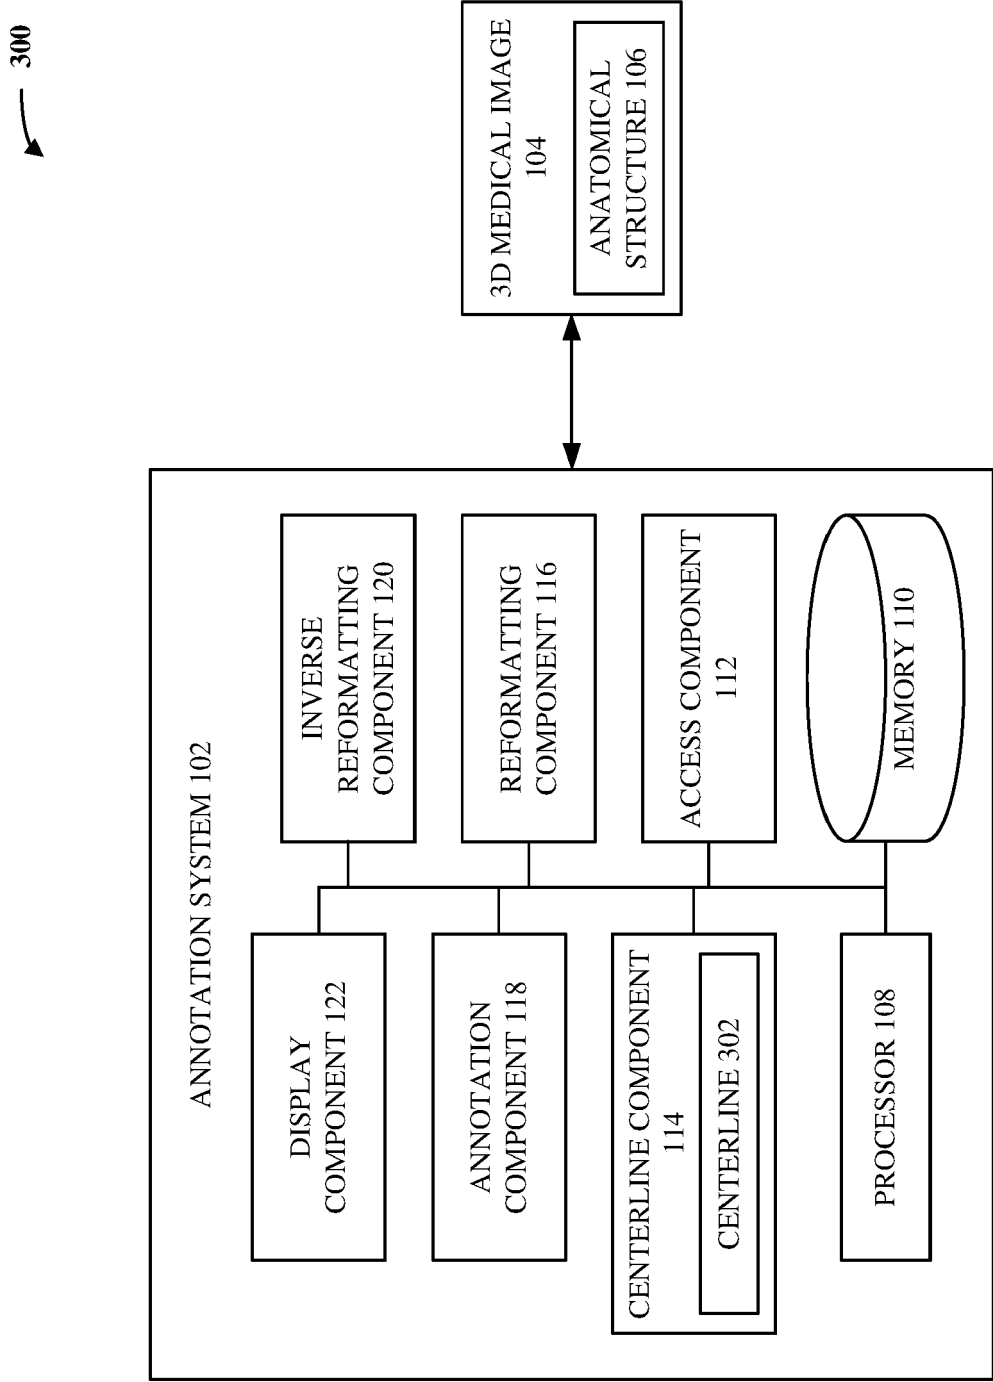 300
ANNOTATION SYSTEM 102
DISPLAY
COMPONENT 122
INVERSE
REFORMATTING
COMPONENT 120
ANNOTATION
COMPONENT 118
REFORMATTING
COMPONENT 116
CENTERLINE COMPONENT
114
CENTERLINE 302
ACCESS COMPONENT
112
PROCESSOR 108
MEMORY 110
3D MEDICAL IMAGE
104
ANATOMICAL
STRUCTURE 106